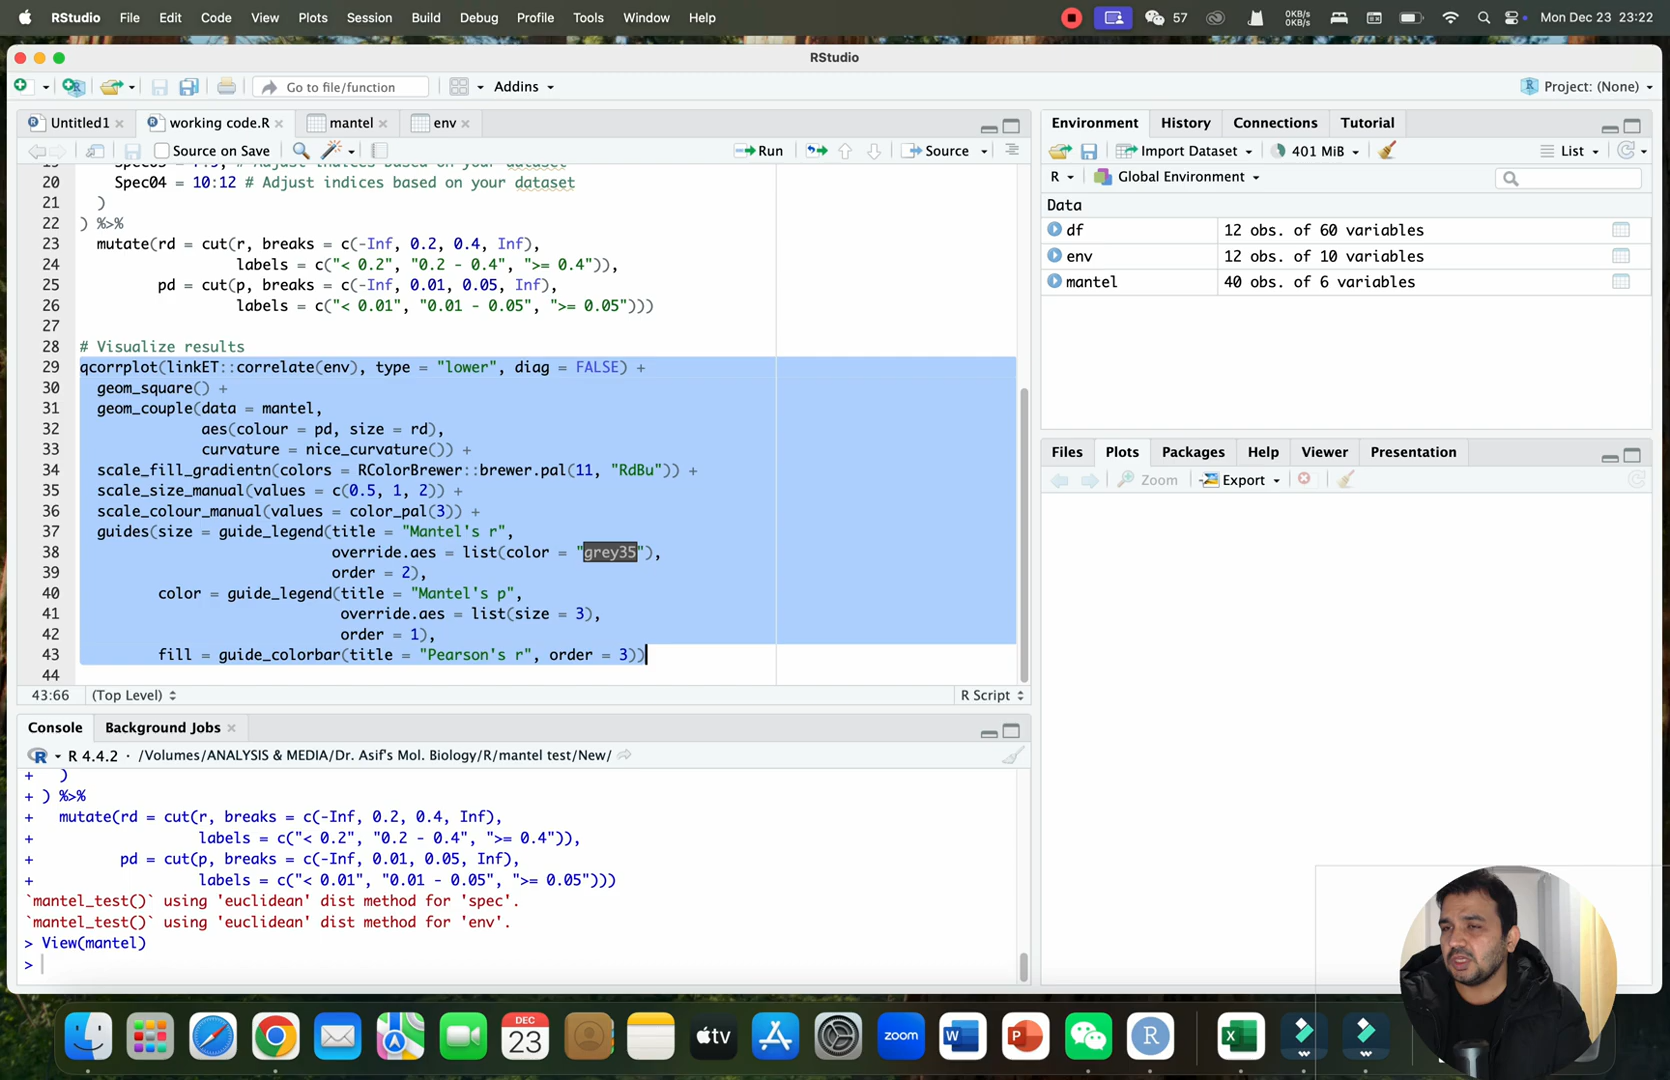 RStudio File Edit Code View Plots Session Build Debug Profile Tools Window Help
57
0KB/s
0KB/s
Mon Dec 23 23:22
RStudio
Go to file/function
Addins
Project: (None)
Untitled1
working code.R
mantel
env
Source on Save
Run
Source
20 Spec04 = 10:12 # Adjust indices based on your dataset
21 )
22 ) %>%
23 mutate(rd = cut(r, breaks = c(-Inf, 0.2, 0.4, Inf),
24 labels = c("< 0.2", "0.2 - 0.4", ">= 0.4")),
25 pd = cut(p, breaks = c(-Inf, 0.01, 0.05, Inf),
26 labels = c("< 0.01", "0.01 - 0.05", ">= 0.05")))
27
28 # Visualize results
29 qcorrplot(linkET::correlate(env), type = "lower", diag = FALSE) +
30 geom_square() +
31 geom_couple(data = mantel,
32 aes(colour = pd, size = rd),
33 curvature = nice_curvature()) +
34 scale_fill_gradientn(colors = RColorBrewer::brewer.pal(11, "RdBu")) +
35 scale_size_manual(values = c(0.5, 1, 2)) +
36 scale_colour_manual(values = color_pal(3)) +
37 guides(size = guide_legend(title = "Mantel's r",
38 override.aes = list(color = "grey35"),
39 order = 2),
40 color = guide_legend(title = "Mantel's p",
41 override.aes = list(size = 3),
42 order = 1),
43 fill = guide_colorbar(title = "Pearson's r", order = 3))
44
43:66 (Top Level) R Script
Console Background Jobs
R 4.4.2 · /Volumes/ANALYSIS & MEDIA/Dr. Asif's Mol. Biology/R/mantel test/New/
+ )
+ ) %>%
+ mutate(rd = cut(r, breaks = c(-Inf, 0.2, 0.4, Inf),
+ labels = c("< 0.2", "0.2 - 0.4", ">= 0.4")),
+ pd = cut(p, breaks = c(-Inf, 0.01, 0.05, Inf),
+ labels = c("< 0.01", "0.01 - 0.05", ">= 0.05")))
`mantel_test()` using 'euclidean' dist method for 'spec'.
`mantel_test()` using 'euclidean' dist method for 'env'.
> View(mantel)
>
Environment History Connections Tutorial
Import Dataset 401 MiB List
R Global Environment
Data
df 12 obs. of 60 variables
env 12 obs. of 10 variables
mantel 40 obs. of 6 variables
Files Plots Packages Help Viewer Presentation
Zoom Export
DEC
23
tv
zoom
W
P
R
X